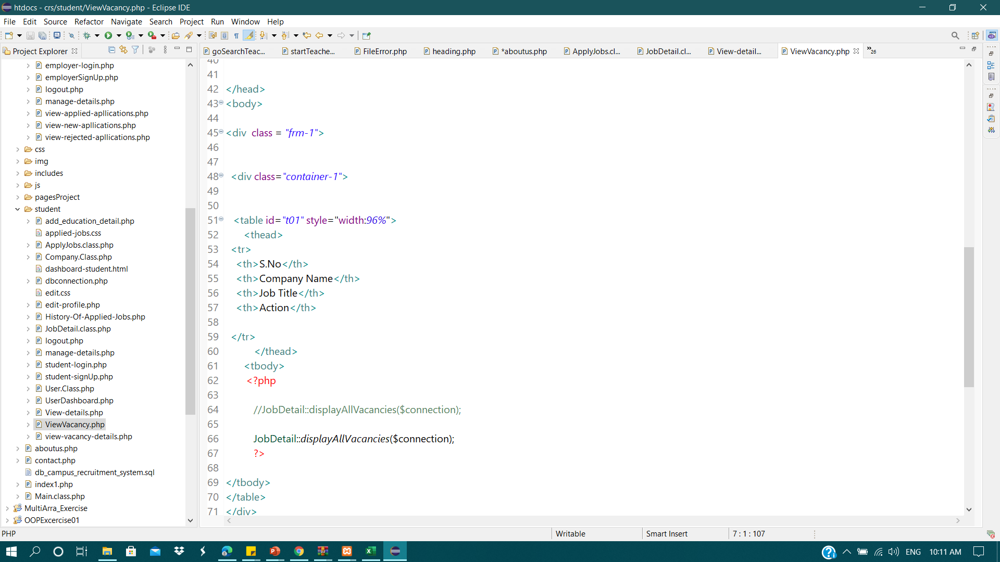 htdocs - crs/student/ViewVacancy.php - Eclipse IDE
File Edit Source Refactor Navigate Search Project Run Window Help
Project Explorer
employer-login.php
employerSignUp.php
logout.php
manage-details.php
view-applied-apllications.php
view-new-apllications.php
view-rejected-apllications.php
css
img
includes
js
pagesProject
student
add_education_detail.php
applied-jobs.css
ApplyJobs.class.php
Company.Class.php
dashboard-student.html
dbconnection.php
edit.css
edit-profile.php
History-Of-Applied-Jobs.php
JobDetail.class.php
logout.php
manage-details.php
student-login.php
student-signUp.php
User.Class.php
UserDashboard.php
View-details.php
ViewVacancy.php
view-vacancy-details.php
aboutus.php
contact.php
db_campus_recruitment_system.sql
index1.php
Main.class.php
MultiArra_Exercise
OOPExcercise01
goSearchTeac... startTeache... FileError.php heading.php *aboutus.php ApplyJobs.cl... JobDetail.cl... View-detail... ViewVacancy.php »26
40
41
42 </head>
43 <body>
44
45 <div class = "frm-1">
46
47
48 <div class="container-1">
49
50
51 <table id="t01" style="width:96%">
52 <thead>
53 <tr>
54 <th>S.No</th>
55 <th>Company Name</th>
56 <th>Job Title</th>
57 <th>Action</th>
58
59 </tr>
60 </thead>
61 <tbody>
62 <?php
63
64 //JobDetail::displayAllVacancies($connection);
65
66 JobDetail::displayAllVacancies($connection);
67 ?>
68
69 </tbody>
70 </table>
71 </div>
PHP Writable Smart Insert 7 : 1 : 107
ENG 10:11 AM